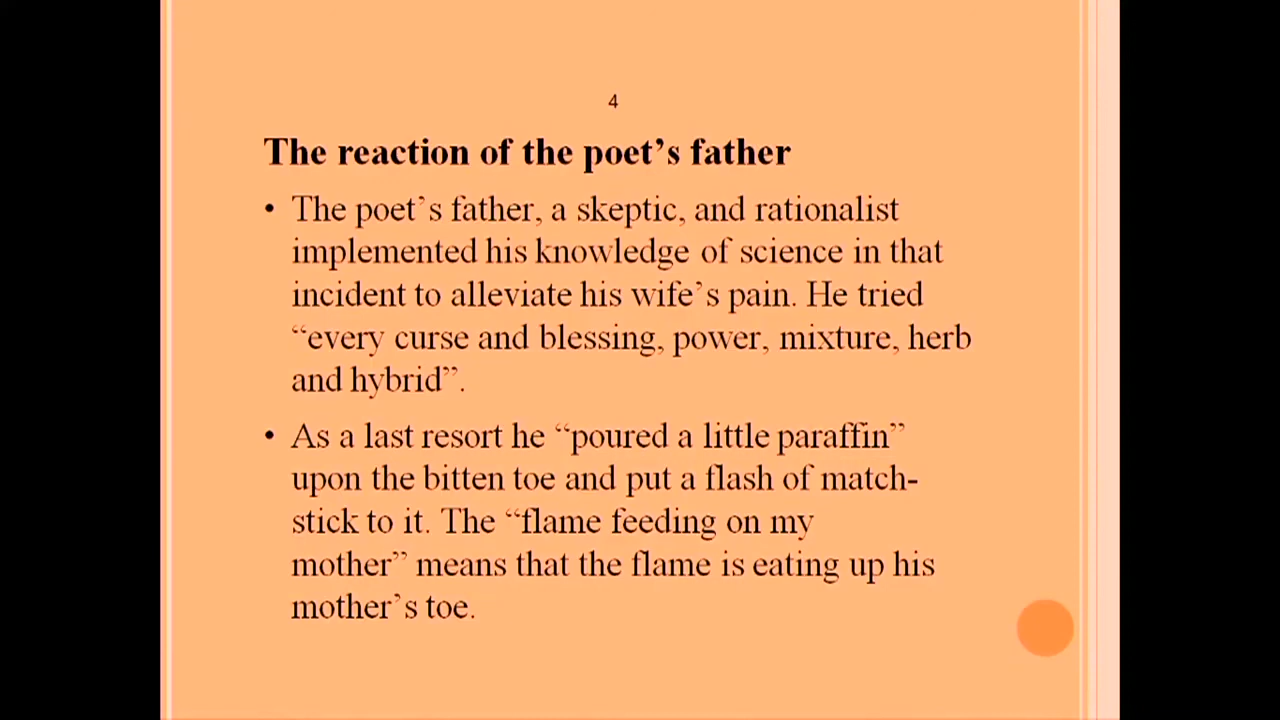 4
The reaction of the poet’s father
• The poet’s father, a skeptic, and rationalist
implemented his knowledge of science in that
incident to alleviate his wife’s pain. He tried
“every curse and blessing, power, mixture, herb
and hybrid”.
• As a last resort he “poured a little paraffin”
upon the bitten toe and put a flash of match-
stick to it. The “flame feeding on my
mother” means that the flame is eating up his
mother’s toe.